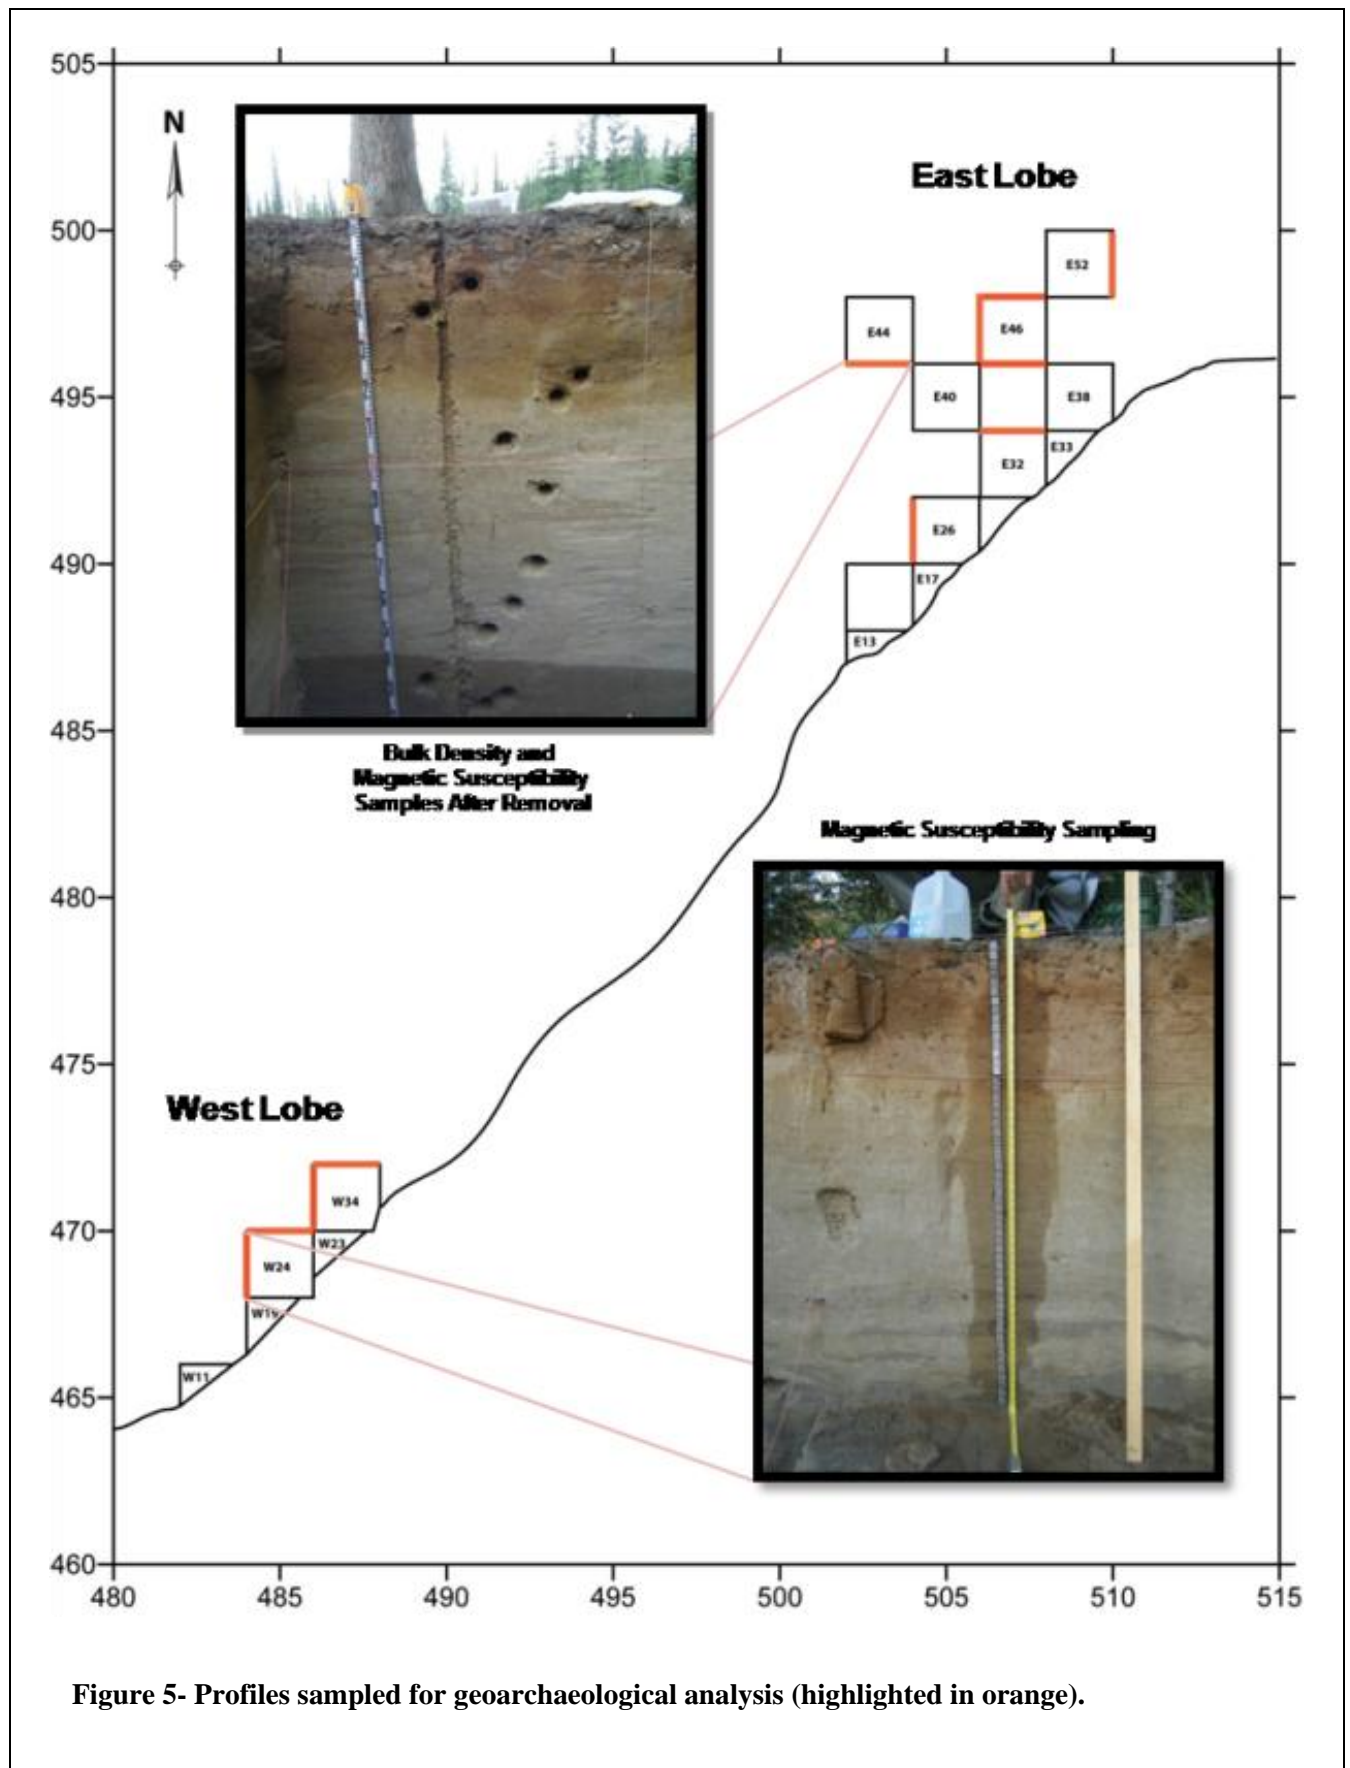 505
500
495
490
485
480
475
470
465
460
480
485
490
495
500
505
510
515
N
East Lobe
E52
E44
E46
E40
E38
E33
E32
E26
E17
E13
Bulk Density and
Magnetic Susceptibility
Samples After Removal
Magnetic Susceptibility Sampling
West Lobe
W34
W23
W24
W19
W11
Figure 5- Profiles sampled for geoarchaeological analysis (highlighted in orange).